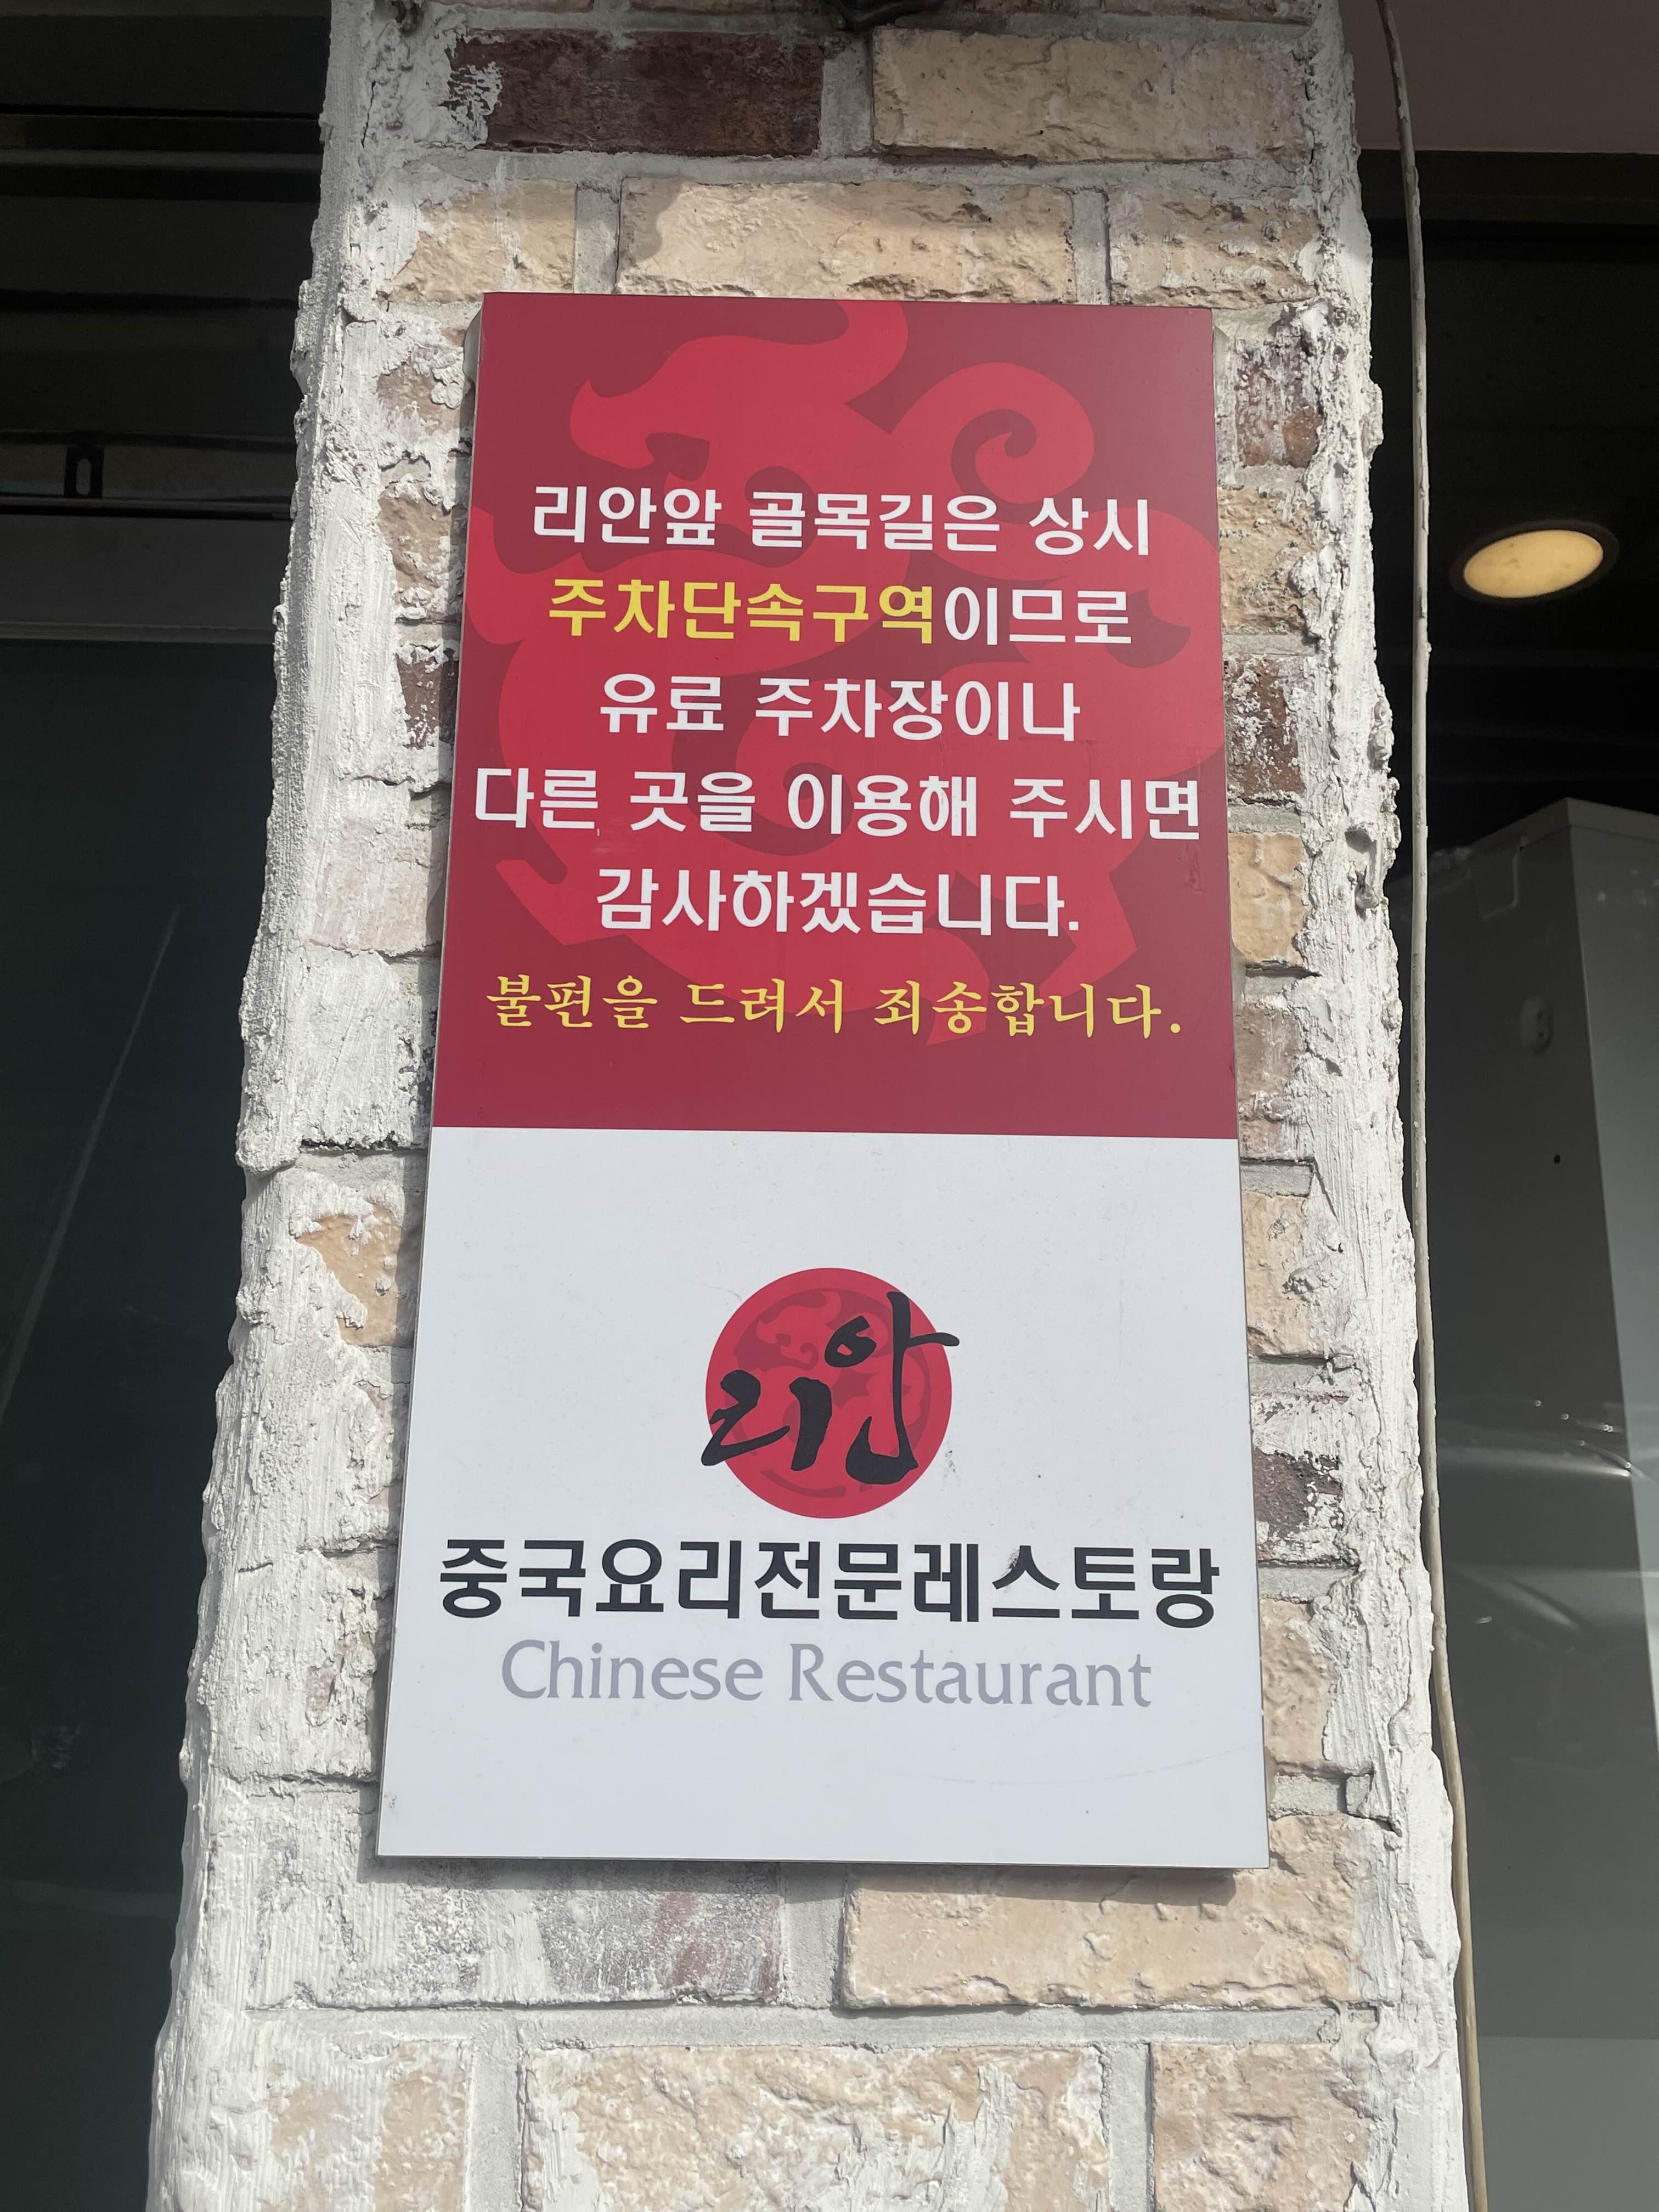 리안앞 골목길은 상시
주차단속구역이므로
유료 주차장이나
다른 곳을 이용해 주시면
감사하겠습니다.
불편을 드려서 죄송합니다.
리안
중국요리전문레스토랑
Chinese Restaurant